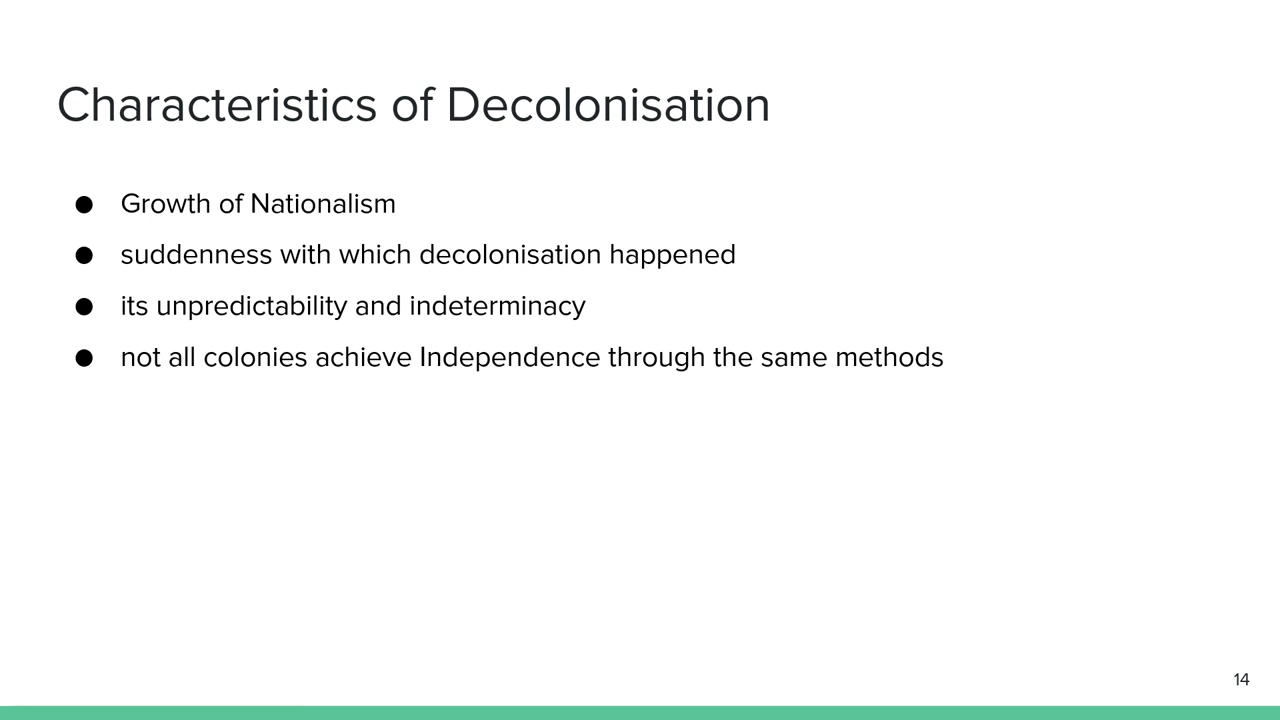 Characteristics of Decolonisation
● Growth of Nationalism
● suddenness with which decolonisation happened
● its unpredictability and indeterminacy
● not all colonies achieve Independence through the same methods
14